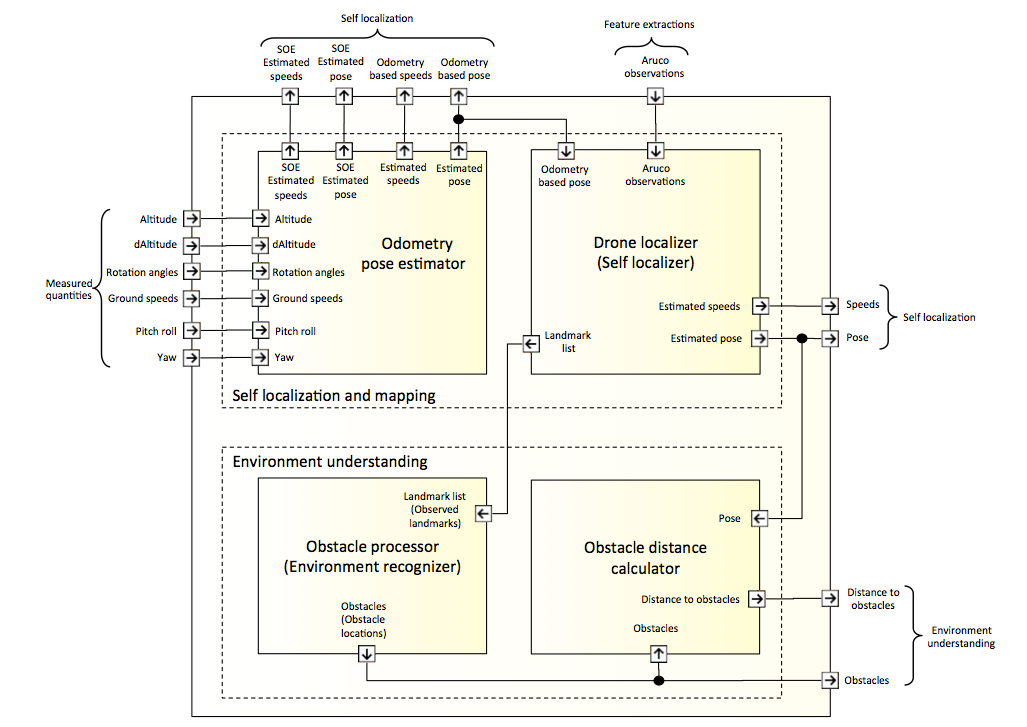 Self localization
Feature extractions
SOE
Estimated
speeds
SOE
Estimated
pose
Odometry
based speeds
Odometry
based pose
Aruco
observations
SOE
Estimated
speeds
SOE
Estimated
pose
Estimated
speeds
Estimated
pose
Odometry
based pose
Aruco
observations
Measured
quantities
Altitude
dAltitude
Rotation angles
Ground speeds
Pitch roll
Yaw
Altitude
dAltitude
Rotation angles
Ground speeds
Pitch roll
Yaw
Odometry
pose estimator
Drone localizer
(Self localizer)
Estimated speeds
Estimated pose
Landmark
list
Speeds
Pose
Self localization
Self localization and mapping
Environment understanding
Landmark list
(Observed
landmarks)
Obstacle processor
(Environment recognizer)
Obstacles
(Obstacle
locations)
Pose
Obstacle distance
calculator
Distance to obstacles
Obstacles
Distance to
obstacles
Obstacles
Environment
understanding